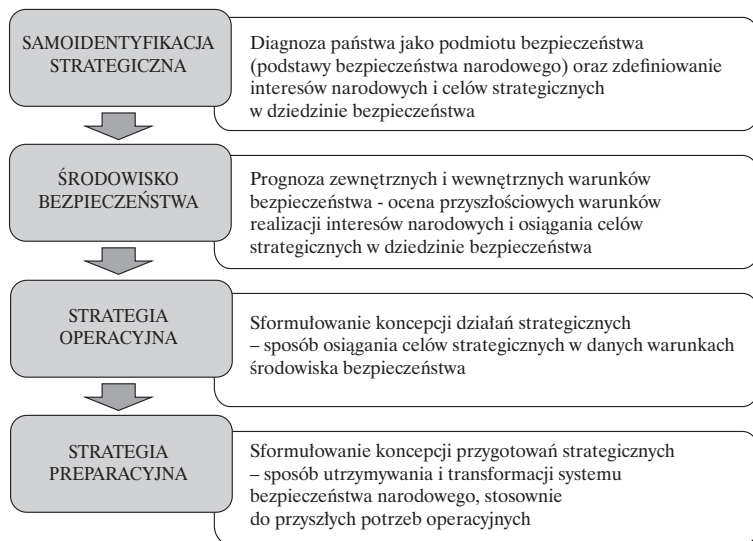 SAMOIDENTYFIKACJA
STRATEGICZNA
Diagnoza państwa jako podmiotu bezpieczeństwa
(podstawy bezpieczeństwa narodowego) oraz zdefiniowanie
interesów narodowych i celów strategicznych
w dziedzinie bezpieczeństwa
ŚRODOWISKO
BEZPIECZEŃSTWA
Prognoza zewnętrznych i wewnętrznych warunków
bezpieczeństwa - ocena przyszłościowych warunków
realizacji interesów narodowych i osiągania celów
strategicznych w dziedzinie bezpieczeństwa
STRATEGIA
OPERACYJNA
Sformułowanie koncepcji działań strategicznych
– sposób osiągania celów strategicznych w danych warunkach
środowiska bezpieczeństwa
STRATEGIA
PREPARACYJNA
Sformułowanie koncepcji przygotowań strategicznych
– sposób utrzymywania i transformacji systemu
bezpieczeństwa narodowego, stosownie
do przyszłych potrzeb operacyjnych